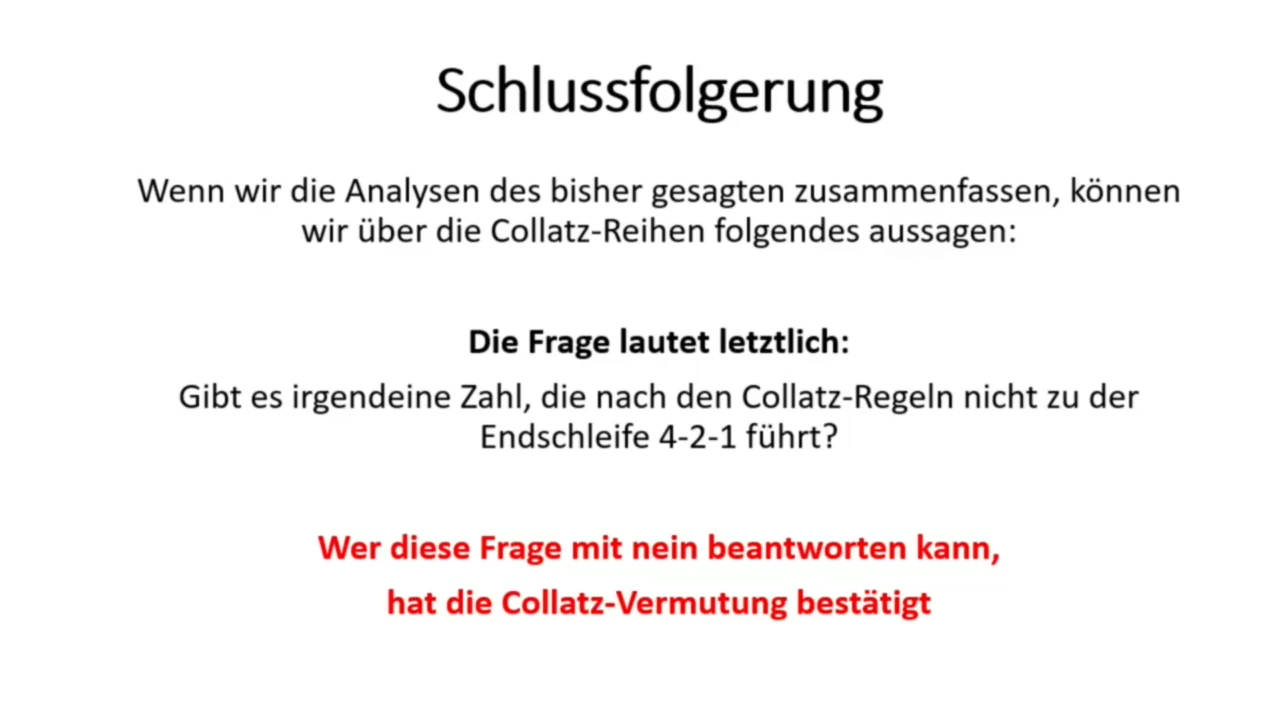 Schlussfolgerung
Wenn wir die Analysen des bisher gesagten zusammenfassen, können
wir über die Collatz-Reihen folgendes aussagen:
Die Frage lautet letztlich:
Gibt es irgendeine Zahl, die nach den Collatz-Regeln nicht zu der
Endschleife 4-2-1 führt?
Wer diese Frage mit nein beantworten kann,
hat die Collatz-Vermutung bestätigt